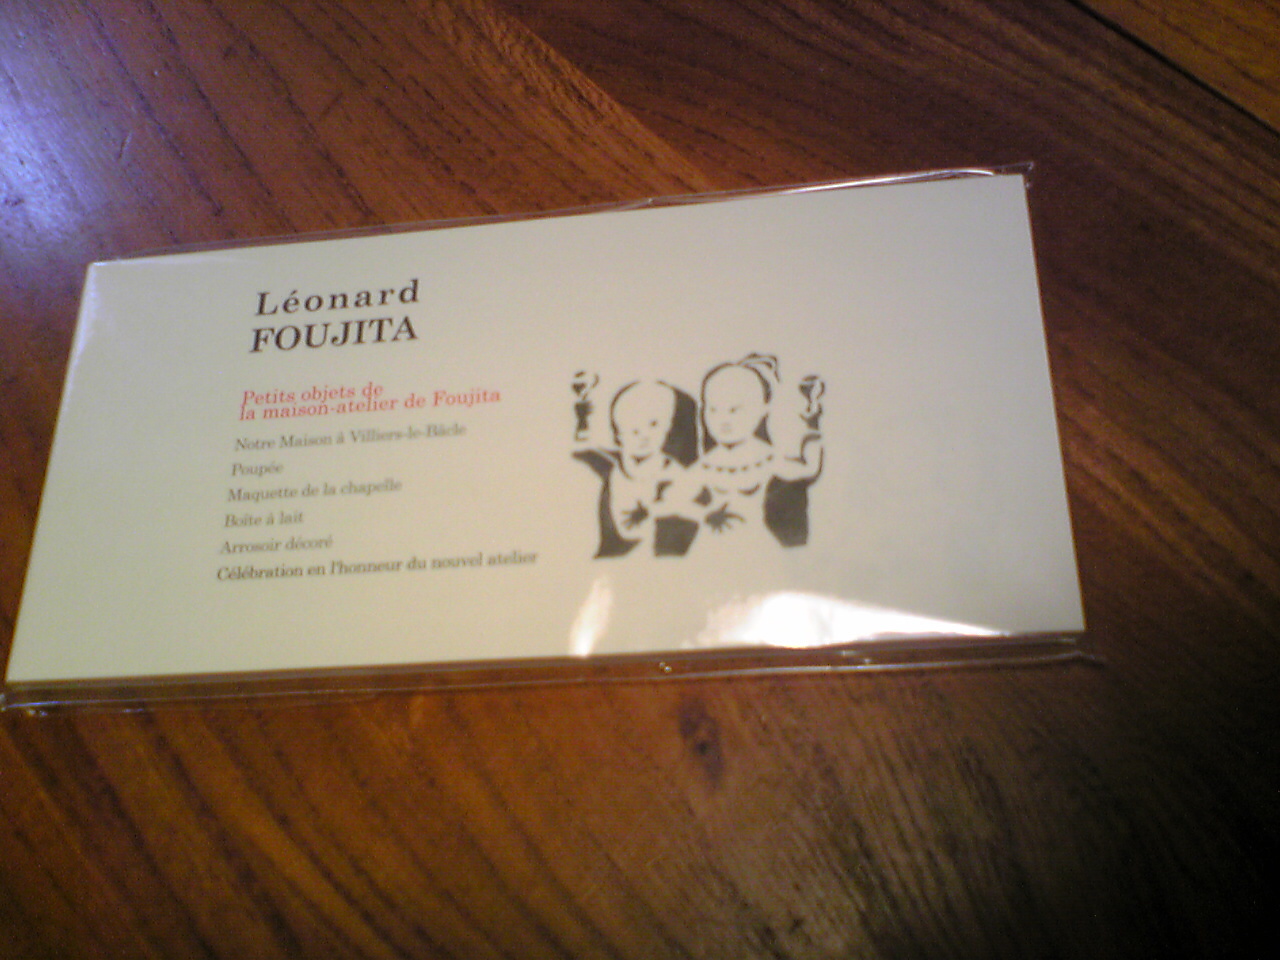 Léonard
FOUJITA
Petits objets de
la maison-atelier de Foujita
Notre Maison à Villiers-le-Bâcle
Poupée
Maquette de la chapelle
Boîte à lait
Arrosoir décoré
Célébration en l'honneur du nouvel atelier